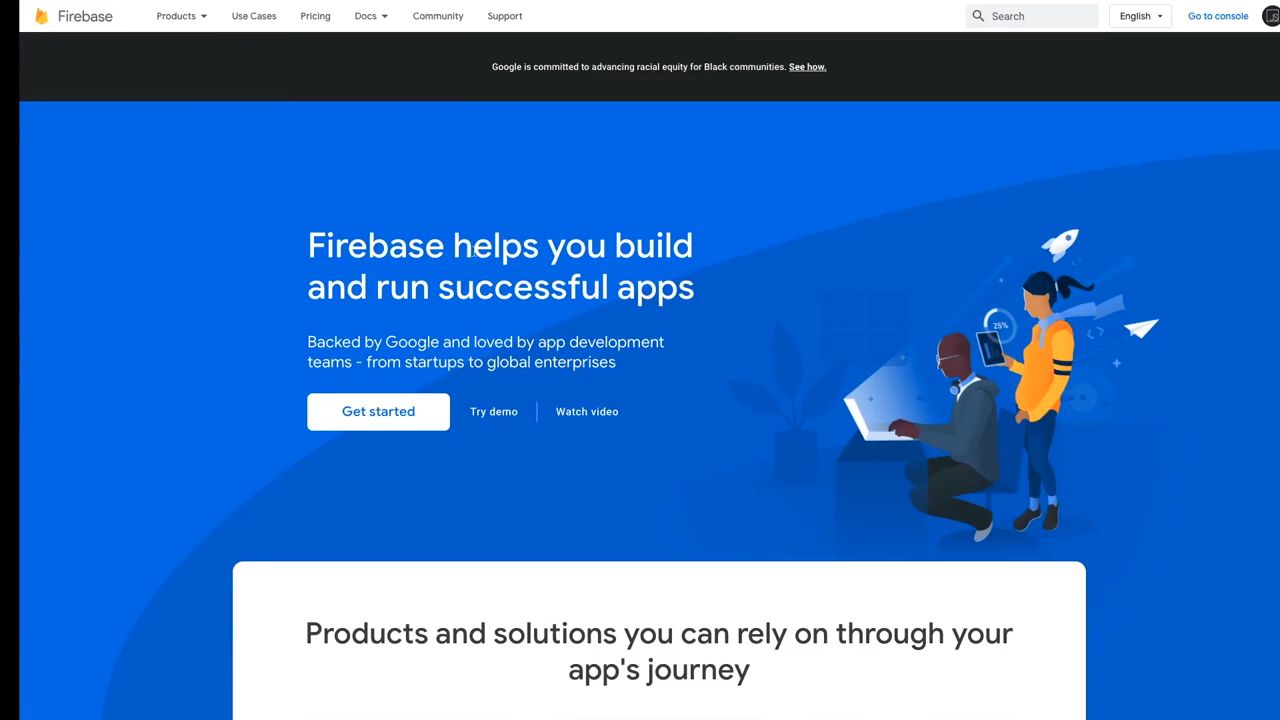 Firebase Products Use Cases Pricing Docs Community Support Search English Go to console
Google is committed to advancing racial equity for Black communities. See how.
Firebase helps you build
and run successful apps
Backed by Google and loved by app development
teams - from startups to global enterprises
Get started Try demo Watch video
25%
Products and solutions you can rely on through your
app's journey